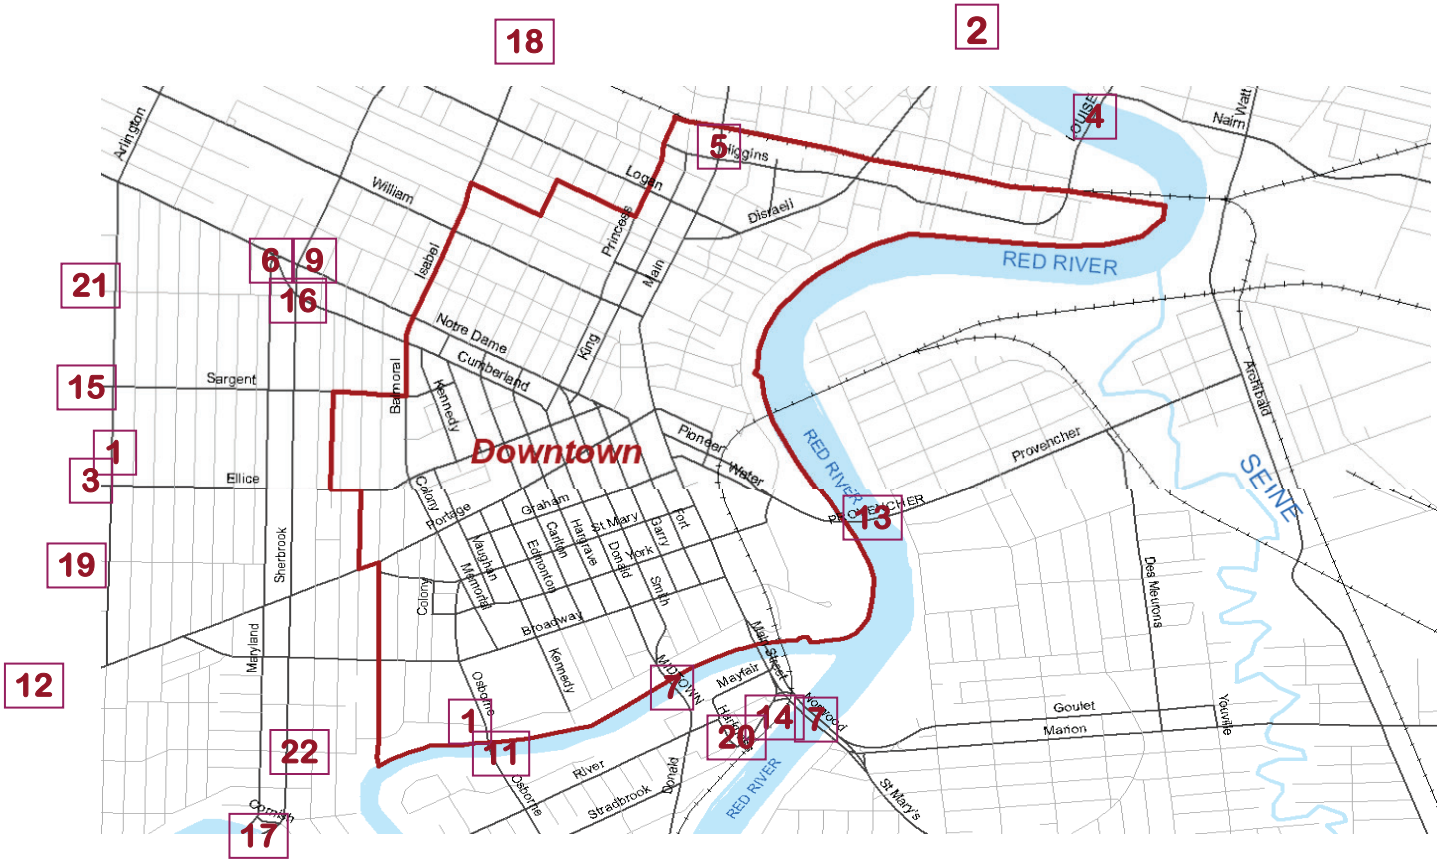 2
18
4
LOUISE
Watt
Nairn
Arlington
5
Higgins
Logan
William
Disraeli
Princess
Isabel
Main
6
9
RED RIVER
21
16
Notre Dame
King
Cumberland
Sargent
15
Balmoral
Kennedy
Archibald
1
Downtown
Pioneer
Provencher
RED RIVER
Water
3
Ellice
SEINE
Colony
Portage
Graham
St Mary
Garry
Fort
PROVENCHER
13
Carlton
Hargrave
Donald
York
Vaughan
Edmonton
Sherbrook
19
Memorial
Colony
Smith
Des Meurons
Broadway
Main Street
Maryland
12
Kennedy
MIDTOWN
7
Mayfair
Osborne
1
14
7
Norwood
Harkness
20
Goulet
Youville
Marion
22
11
River
Donald
Osborne
Stradbrook
RED RIVER
St Mary's
Cornish
17